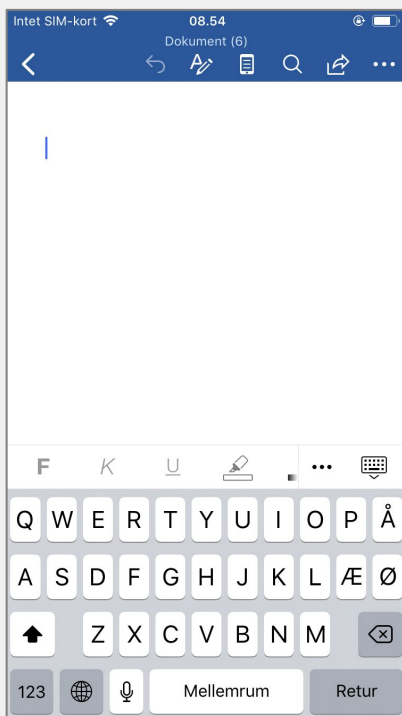 Intet SIM-kort 08.54
Dokument (6)
F K U
Q W E R T Y U I O P Å
A S D F G H J K L Æ Ø
Z X C V B N M
123 Mellemrum Retur